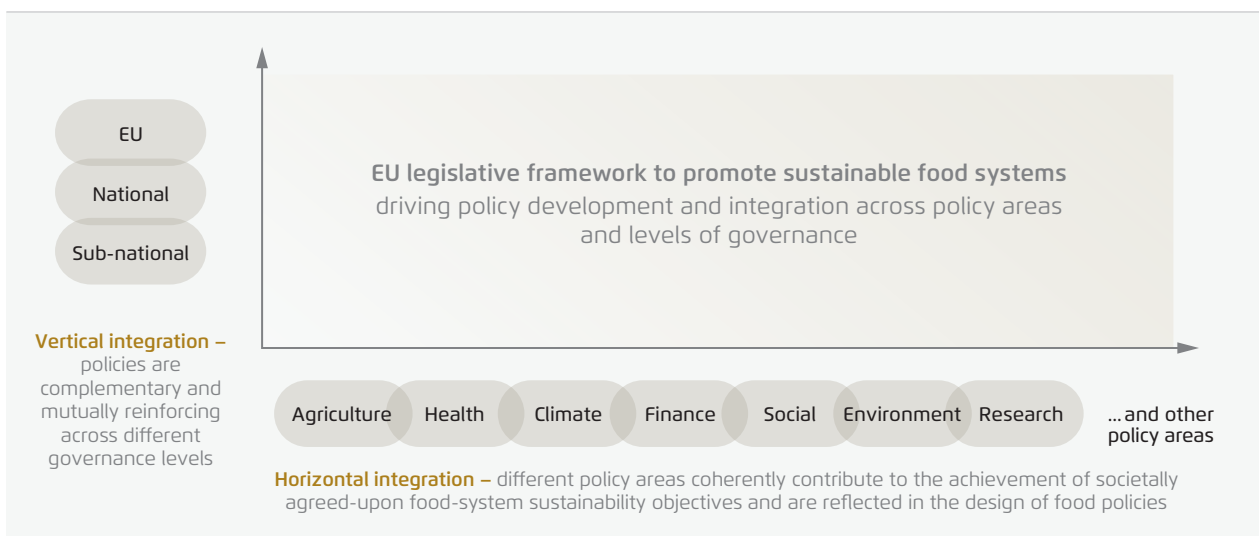 EU
National
Sub-national
EU legislative framework to promote sustainable food systems
driving policy development and integration across policy areas
and levels of governance
Vertical integration –
policies are
complementary and
mutually reinforcing
across different
governance levels
Agriculture Health Climate Finance Social Environment Research
...and other
policy areas
Horizontal integration – different policy areas coherently contribute to the achievement of societally
agreed-upon food-system sustainability objectives and are reflected in the design of food policies